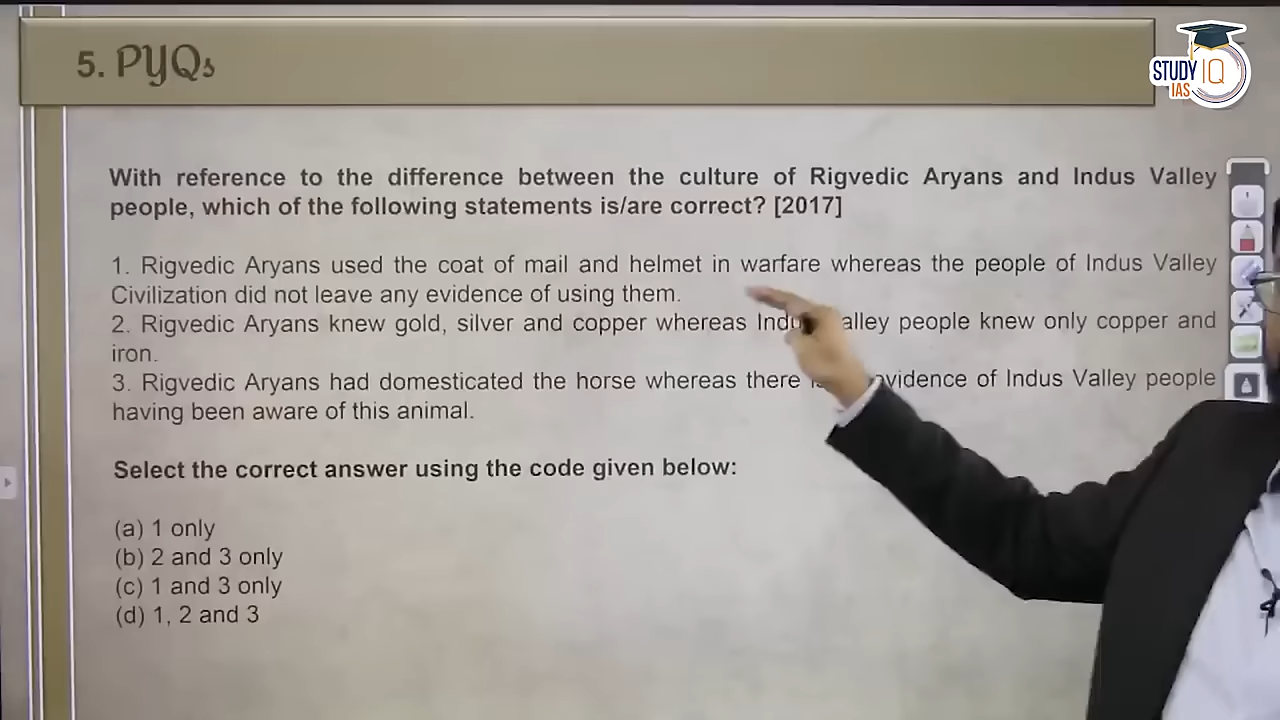 5. PYQs
STUDY IQ
IAS
With reference to the difference between the culture of Rigvedic Aryans and Indus Valley
people, which of the following statements is/are correct? [2017]
1. Rigvedic Aryans used the coat of mail and helmet in warfare whereas the people of Indus Valley
Civilization did not leave any evidence of using them.
2. Rigvedic Aryans knew gold, silver and copper whereas people knew only copper and
iron.
3. Rigvedic Aryans had domesticated the horse whereas there of Indus Valley people
having been aware of this animal.
Select the correct answer using the code given below:
(a) 1 only
(b) 2 and 3 only
(c) 1 and 3 only
(d) 1, 2 and 3